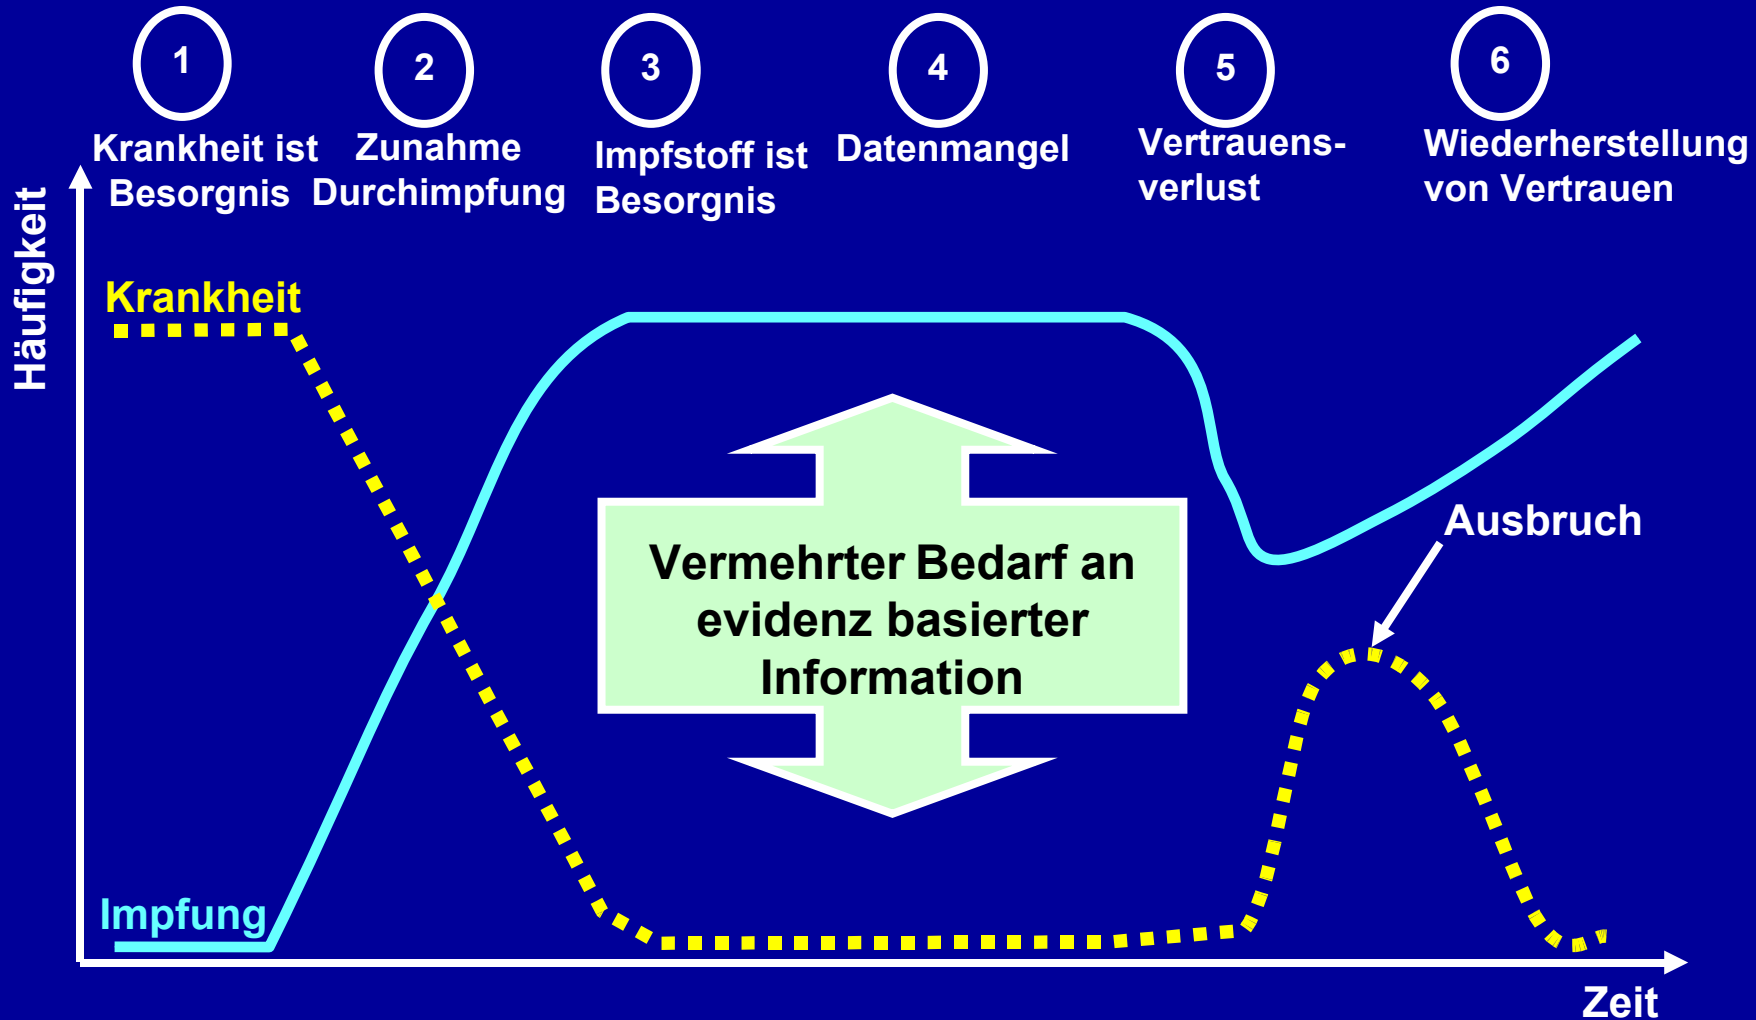 1
2
3
4
5
6
Krankheit ist
Besorgnis
Zunahme
Durchimpfung
Impfstoff ist
Besorgnis
Datenmangel
Vertrauens-
verlust
Wiederherstellung
von Vertrauen
Häufigkeit
Krankheit
Vermehrter Bedarf an
evidenz basierter
Information
Ausbruch
Impfung
Zeit